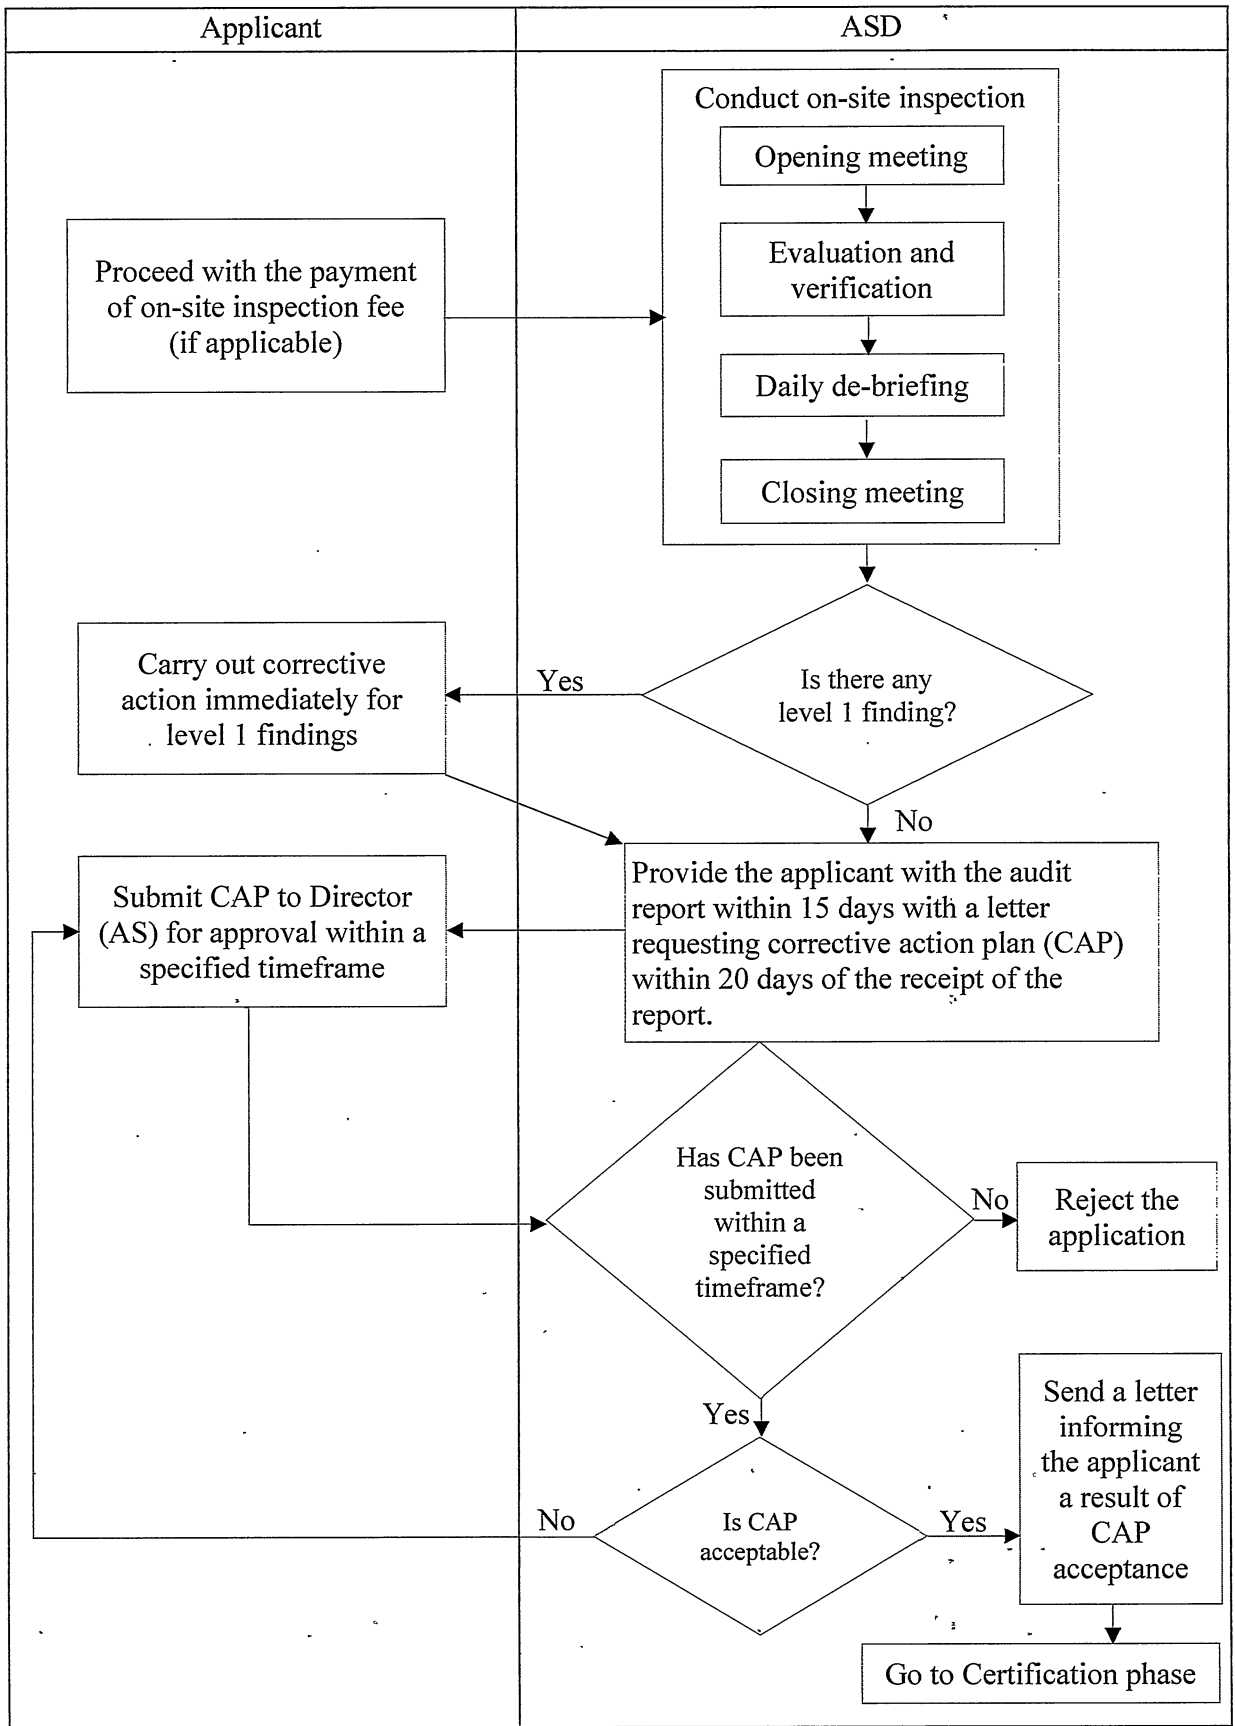 Applicant
ASD
Conduct on-site inspection
Opening meeting
Evaluation and
verification
Daily de-briefing
Closing meeting
Proceed with the payment
of on-site inspection fee
(if applicable)
Is there any
level 1 finding?
Yes
Carry out corrective
action immediately for
level 1 findings
No
Provide the applicant with the audit
report within 15 days with a letter
requesting corrective action plan (CAP)
within 20 days of the receipt of the
report.
Submit CAP to Director
(AS) for approval within a
specified timeframe
Has CAP been
submitted
within a
specified
timeframe?
No
Reject the
application
Yes
Is CAP
acceptable?
No
Yes
Send a letter
informing
the applicant
a result of
CAP
acceptance
Go to Certification phase